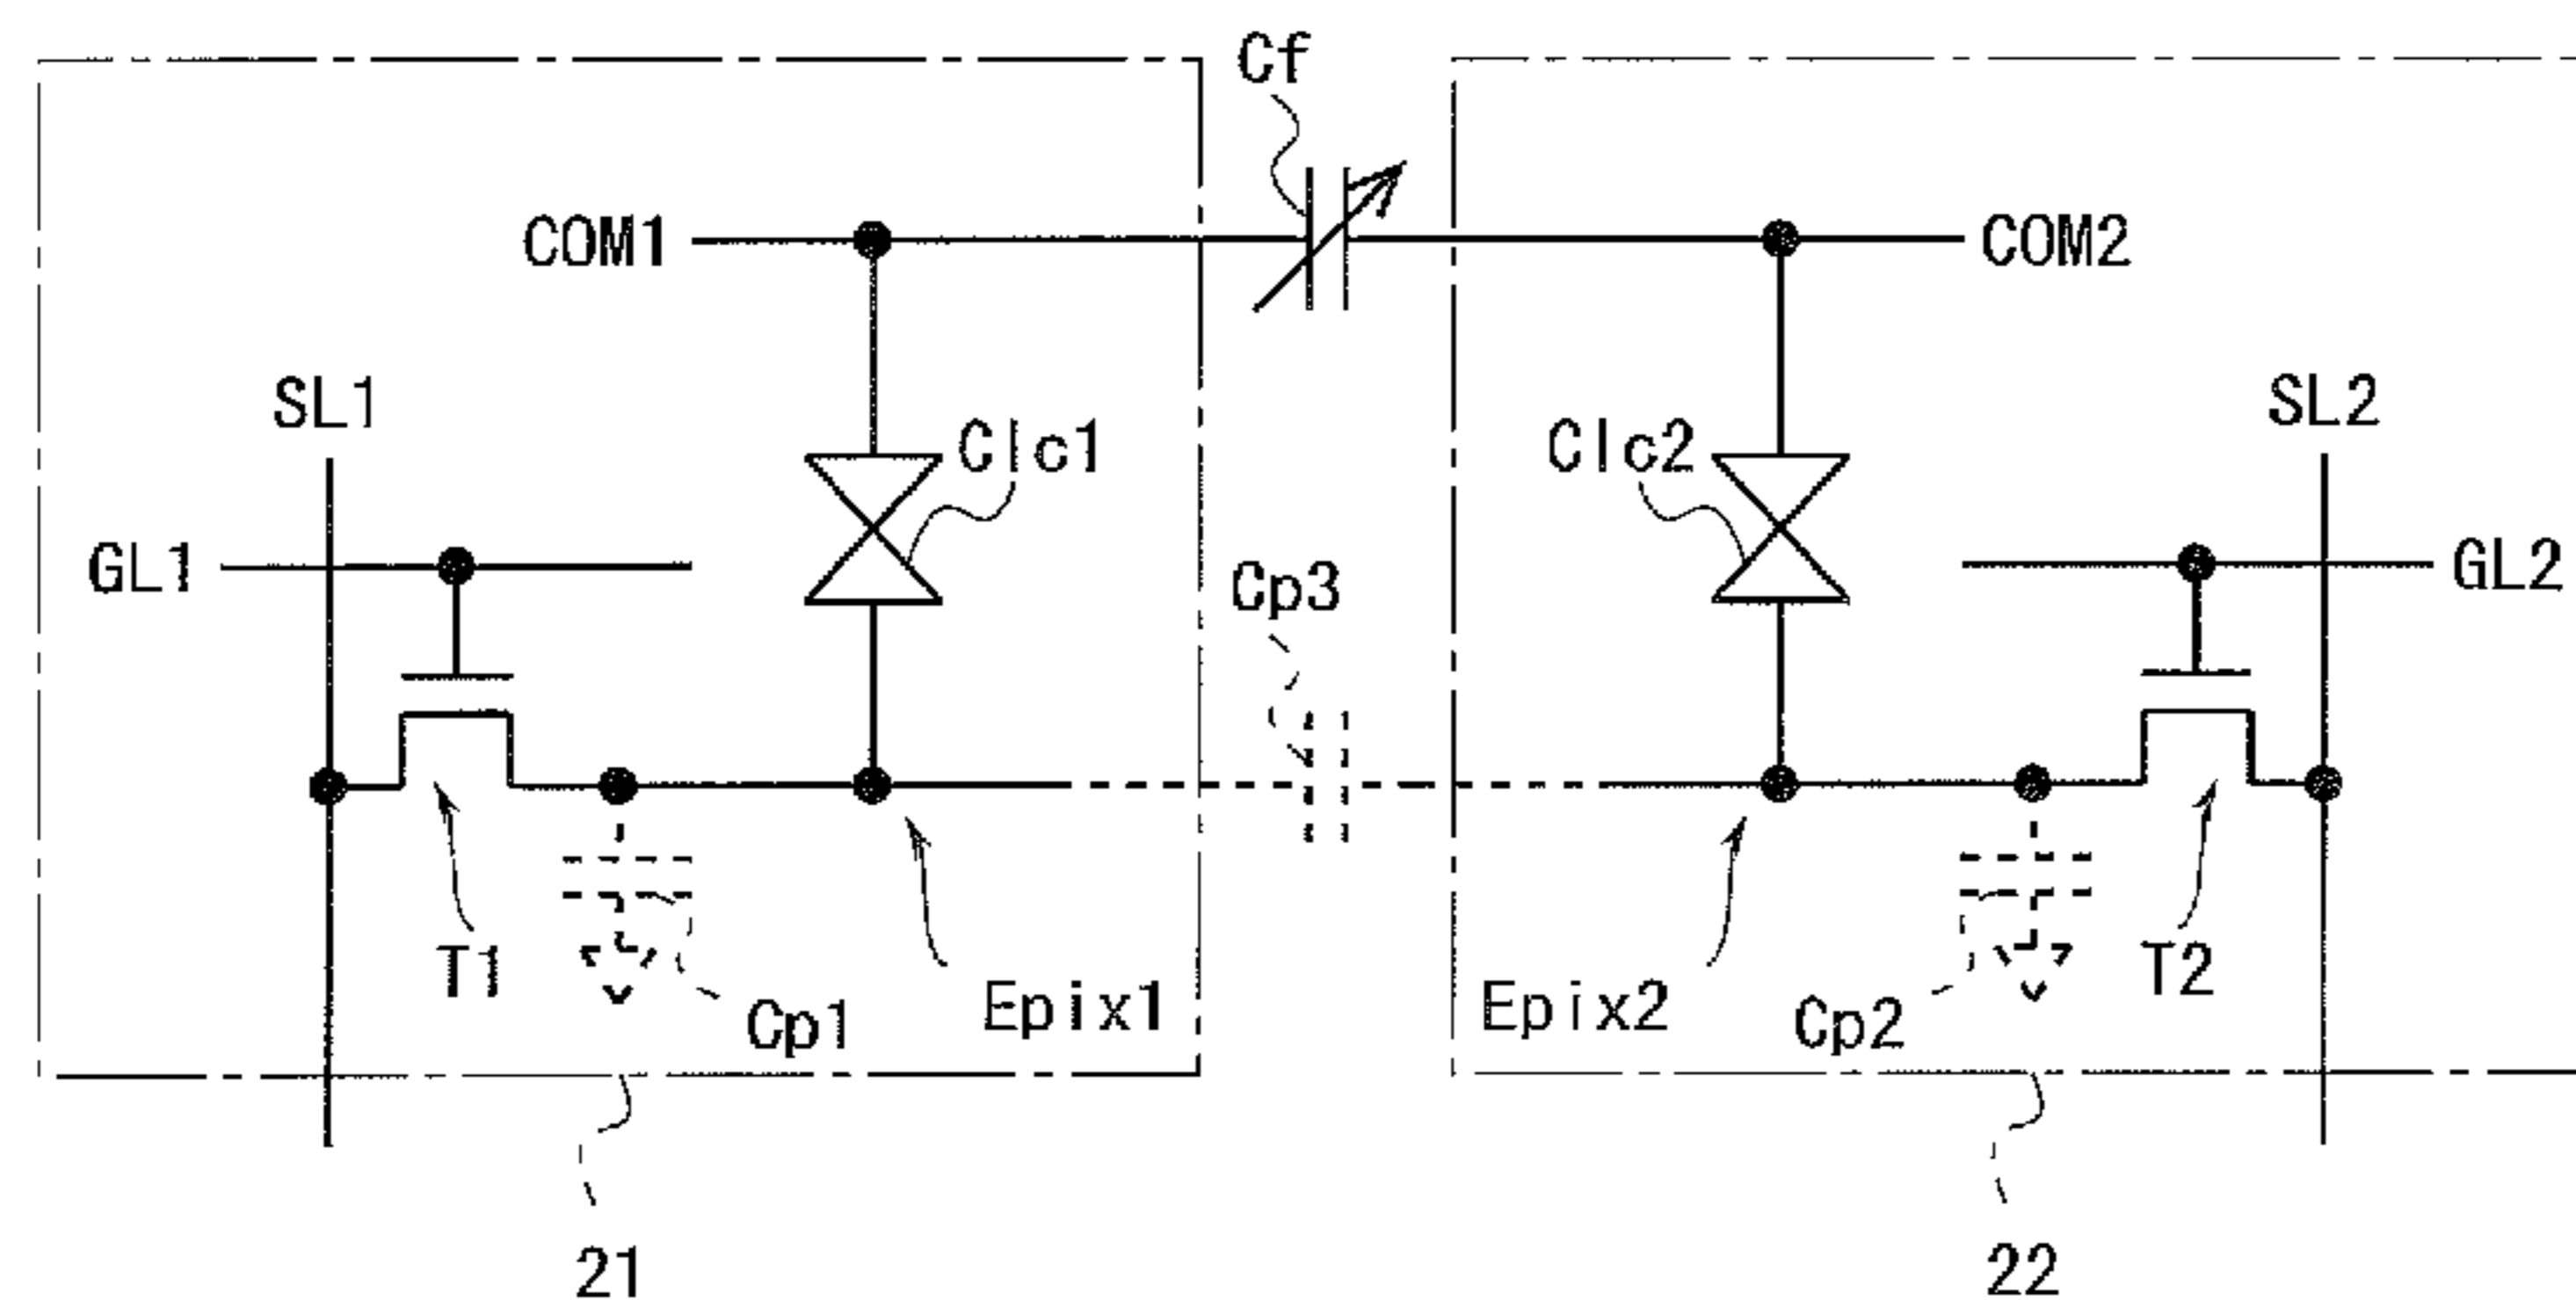 Cf
COM1
COM2
SL1
SL2
Clc1
Clc2
GL1
GL2
Cp3
T1
T2
Cp1
Epix1
Epix2
Cp2
21
22